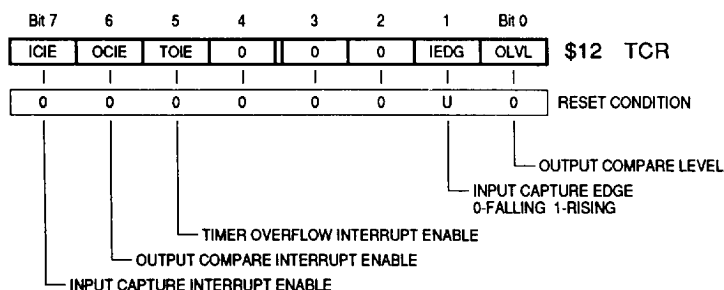 Bit 7 6 5 4 3 2 1 Bit 0
ICIE OCIE TOIE 0 0 0 IEDG OLVL $12 TCR
0 0 0 0 0 0 U 0 RESET CONDITION
OUTPUT COMPARE LEVEL
INPUT CAPTURE EDGE
0-FALLING 1-RISING
TIMER OVERFLOW INTERRUPT ENABLE
OUTPUT COMPARE INTERRUPT ENABLE
INPUT CAPTURE INTERRUPT ENABLE